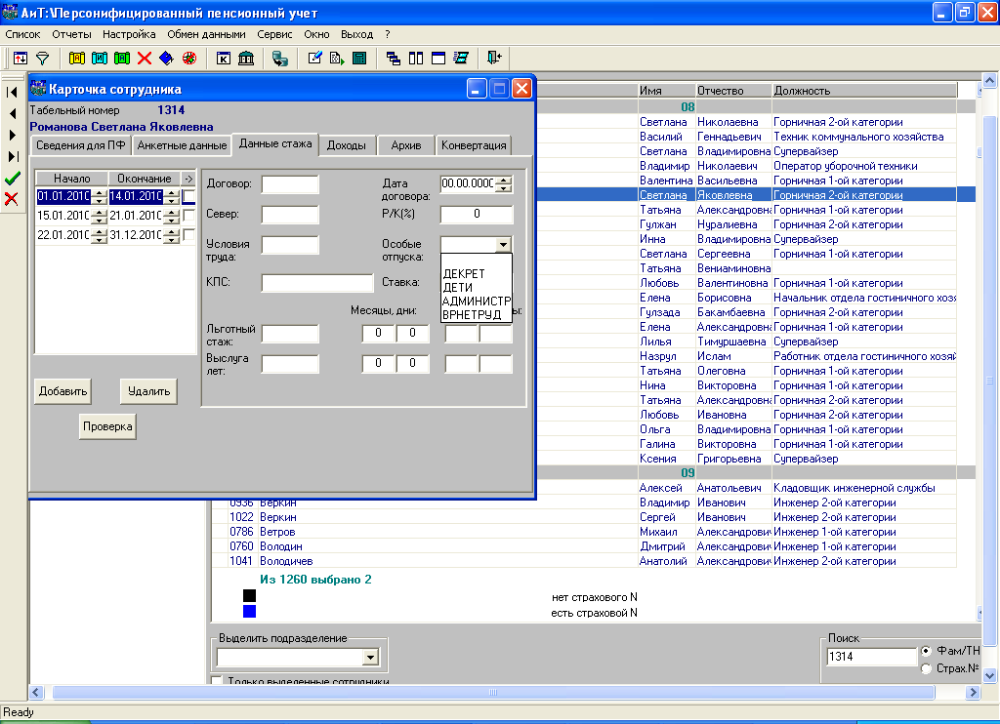 АиТ:\Персонифицированный пенсионный учет
Список Отчеты Настройка Обмен данными Сервис Окно Выход ?
Карточка сотрудника
Табельный номер 1314
Романова Светлана Яковлевна
Сведения для ПФ Анкетные данные Данные стажа Доходы Архив Конвертация
Начало Окончание ->
01.01.2010 14.01.2010
15.01.2010 21.01.2010
22.01.2010 31.12.2010
Добавить Удалить
Проверка
Договор: Дата договора: 00.00.0000
Север: Р/К(%) 0
Условия труда: Особые отпуска:
ДЕКРЕТ
ДЕТИ
АДМИНИСТР
ВРНЕТРУД
КПС: Ставка:
Месяцы, дни: ы:
Льготный стаж: 0 0
Выслуга лет: 0 0
Имя Отчество Должность
08
Светлана Николаевна Горничная 2-ой категории
Василий Геннадьевич Техник коммунального хозяйства
Светлана Владимировна Супервайзер
Владимир Николаевич Оператор уборочной техники
Валентина Васильевна Горничная 1-ой категории
Светлана Яковлевна Горничная 2-ой категории
Татьяна Александровна Горничная 1-ой категории
Гулжан Нуралиевна Горничная 2-ой категории
Инна Владимировна Супервайзер
Светлана Сергеевна Горничная 1-ой категории
Татьяна Вениаминовна
Любовь Валентиновна Горничная 1-ой категории
Елена Борисовна Начальник отдела гостиничного хозя
Гулзада Бакамбаевна Горничная 2-ой категории
Елена Александровна Горничная 1-ой категории
Лилья Тимуршаевна Супервайзер
Назрул Ислам Работник отдела гостиничного хозяй
Татьяна Олеговна Горничная 1-ой категории
Нина Викторовна Горничная 1-ой категории
Татьяна Александровна Горничная 2-ой категории
Любовь Ивановна Горничная 2-ой категории
Ольга Владимировна Горничная 1-ой категории
Галина Викторовна Горничная 1-ой категории
Ксения Григорьевна Супервайзер
09
Алексей Анатольевич Кладовщик инженерной службы
0936 Веркин Владимир Иванович Инженер 2-ой категории
1022 Веркин Сергей Иванович Инженер 2-ой категории
0786 Ветров Михаил Александрович Инженер 1-ой категории
0760 Володин Дмитрий Александрович Инженер 1-ой категории
1041 Володичев Анатолий Александрович Инженер 2-ой категории
Из 1260 выбрано 2
нет страхового N
есть страховой N
Выделить подразделение
Только выделенные сотрудники
Поиск
1314
Фам/ТН
Страх.№
Ready